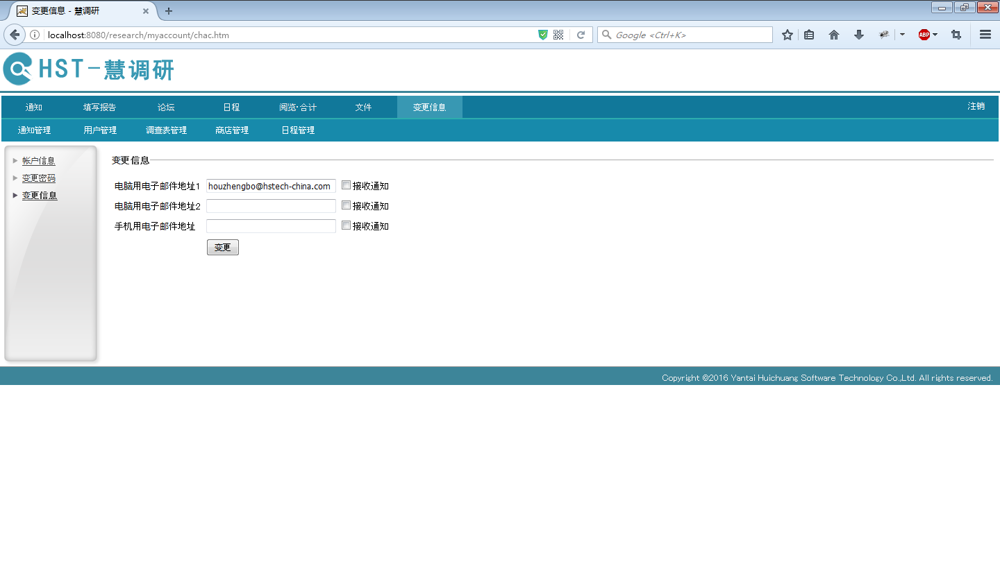 变更信息 - 慧调研
localhost:8080/research/myaccount/chac.htm
Google <Ctrl+K>
ABP
HST-慧调研
通知 填写报告 论坛 日程 阅览·合计 文件 变更信息 注销
通知管理 用户管理 调查表管理 商店管理 日程管理
帐户信息
变更密码
变更信息
变更信息
电脑用电子邮件地址1 houzhengbo@hstech-china.com 接收通知
电脑用电子邮件地址2 接收通知
手机用电子邮件地址 接收通知
变更
Copyright ©2016 Yantai Huichuang Software Technology Co.,Ltd. All rights reserved.